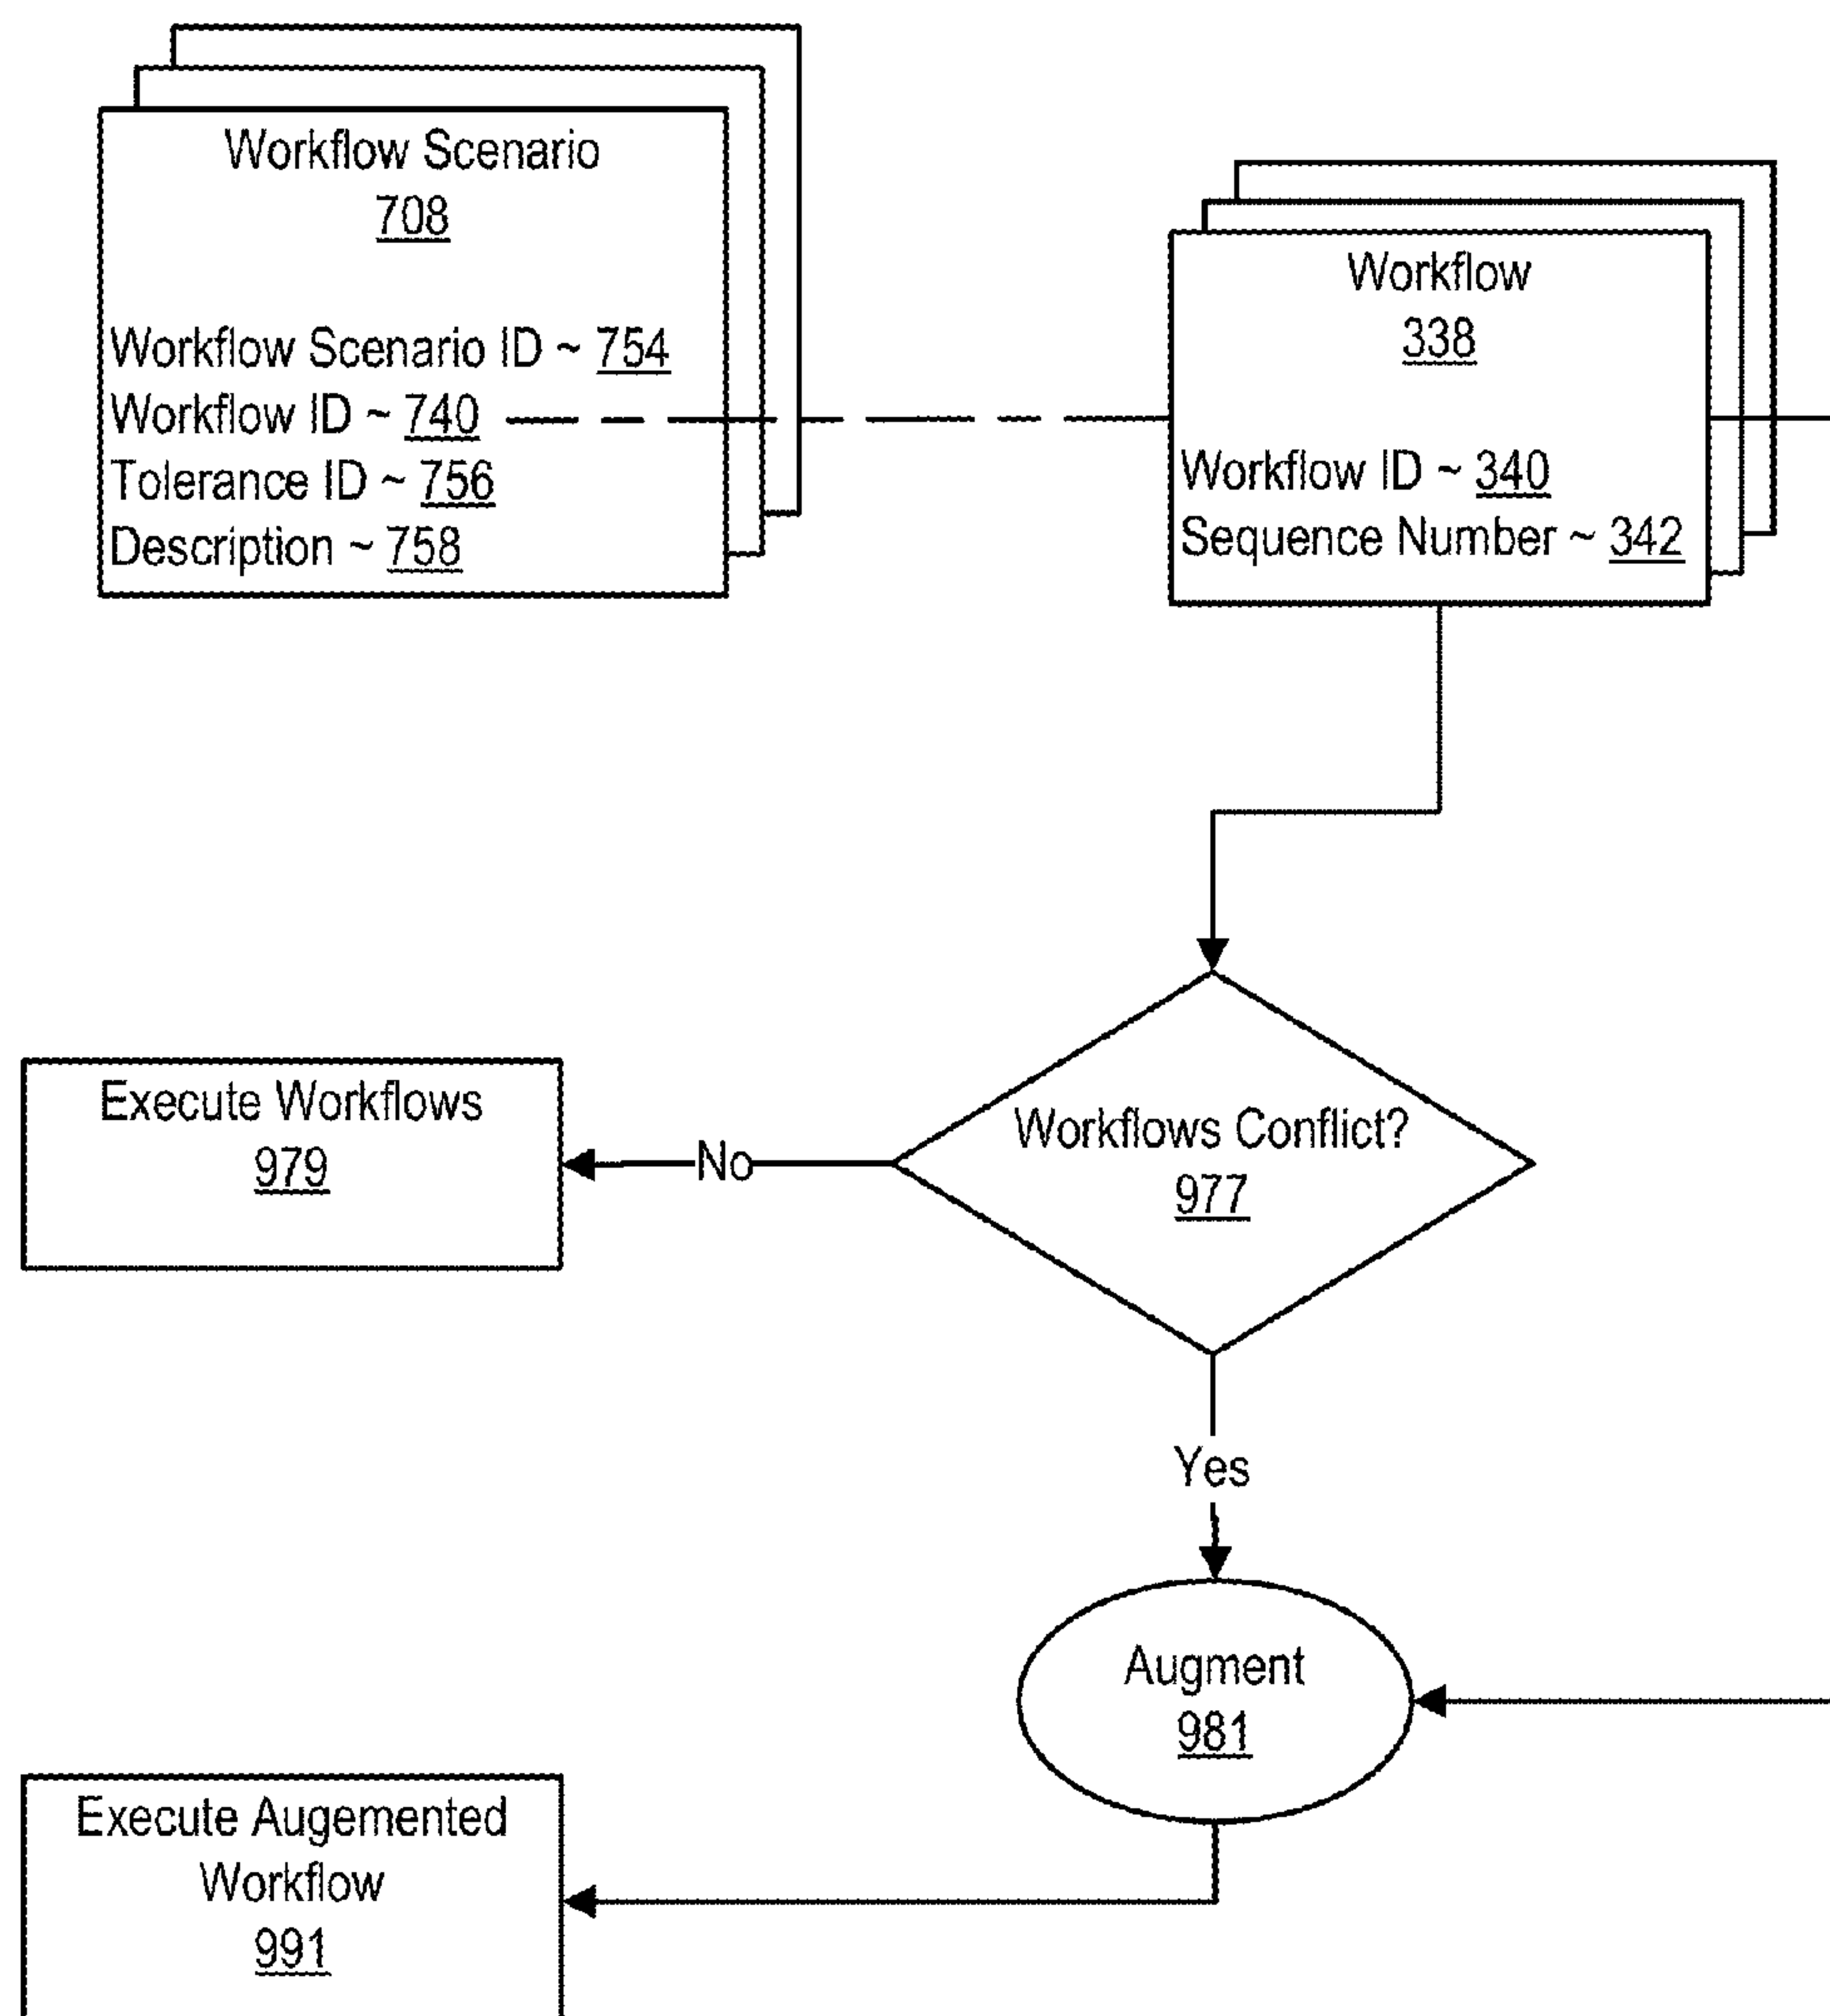 Workflow Scenario
708
Workflow Scenario ID ~ 754
Workflow ID ~ 740
Tolerance ID ~ 756
Description ~ 758
Workflow
338
Workflow ID ~ 340
Sequence Number ~ 342
Workflows Conflict?
977
No
Execute Workflows
979
Yes
Augment
981
Execute Augemented
Workflow
991